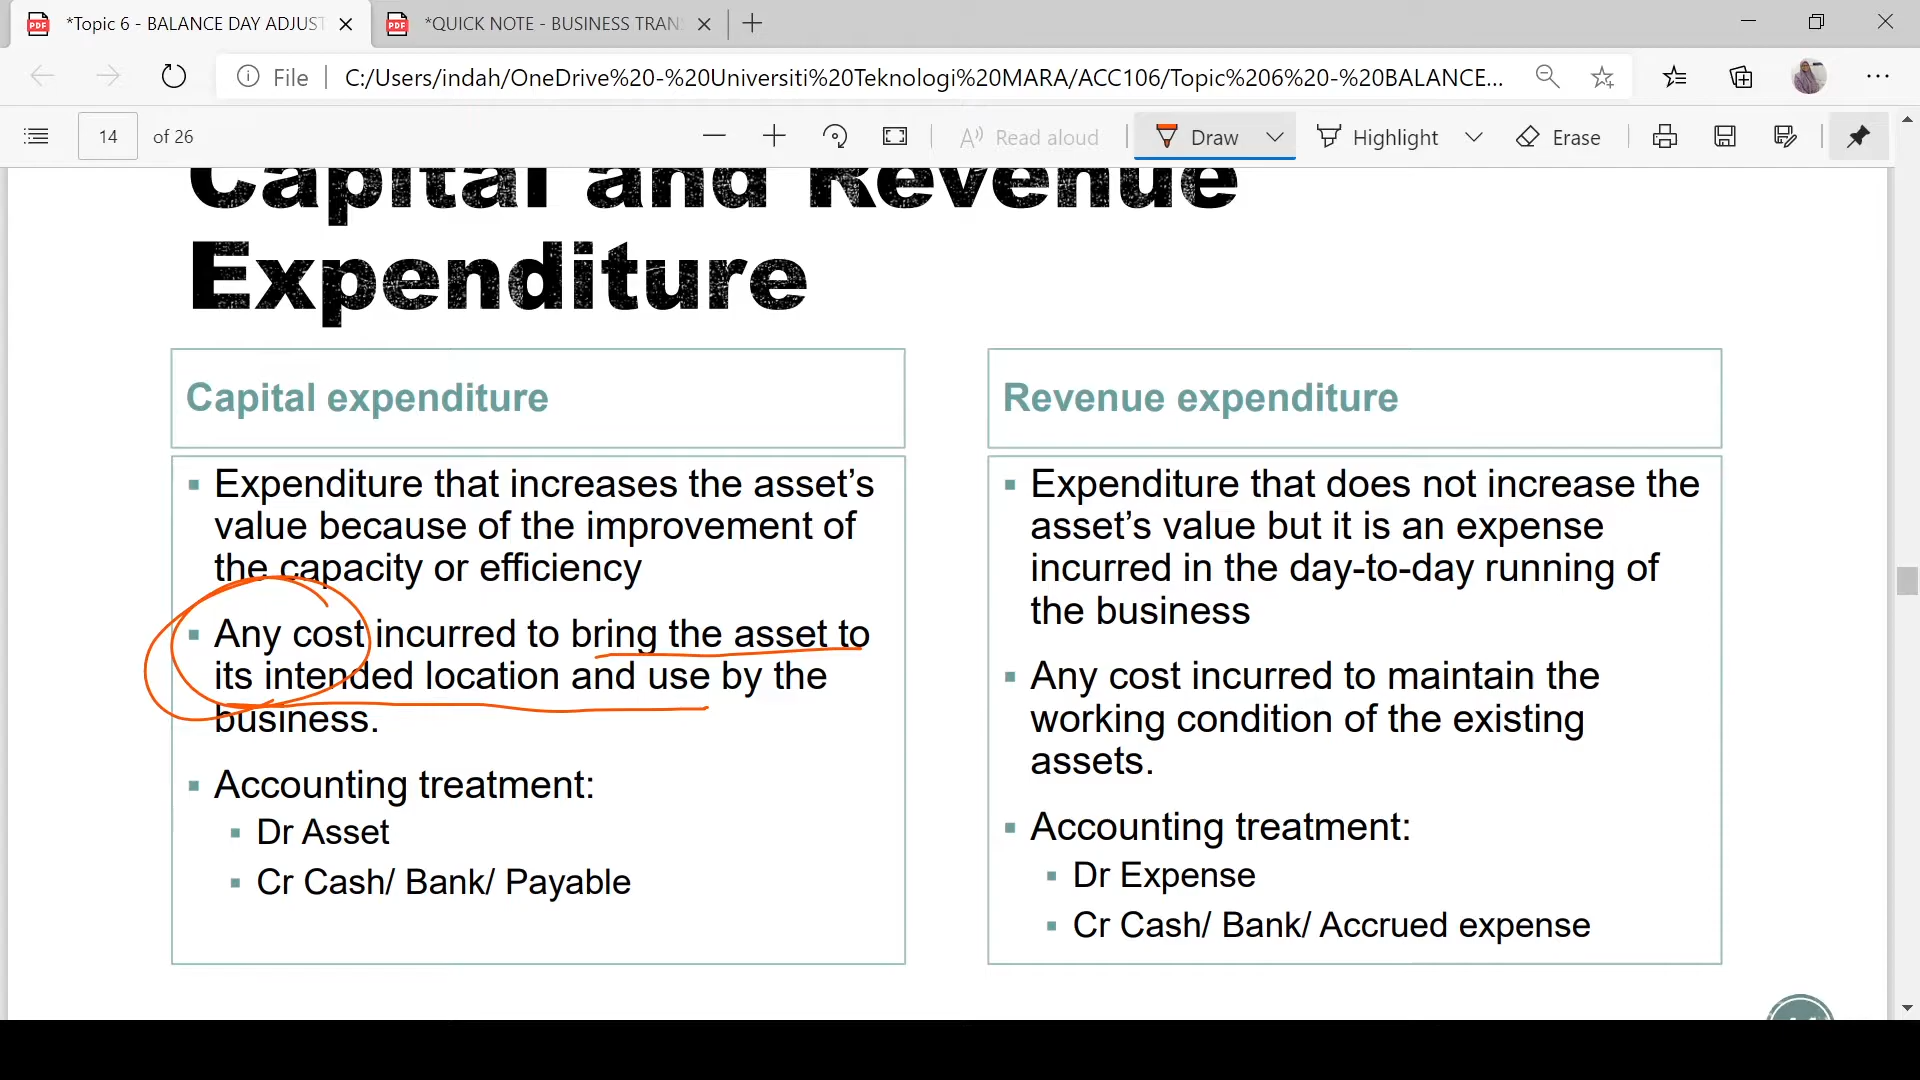 *Topic 6 - BALANCE DAY ADJUST
*QUICK NOTE - BUSINESS TRAN
File
C:/Users/indah/OneDrive%20-%20Universiti%20Teknologi%20MARA/ACC106/Topic%206%20-%20BALANCE...
14 of 26
Read aloud
Draw
Highlight
Erase
Capital and Revenue
Expenditure
Capital expenditure
▪ Expenditure that increases the asset’s
value because of the improvement of
the capacity or efficiency
▪ Any cost incurred to bring the asset to
its intended location and use by the
business.
▪ Accounting treatment:
▪ Dr Asset
▪ Cr Cash/ Bank/ Payable
Revenue expenditure
▪ Expenditure that does not increase the
asset’s value but it is an expense
incurred in the day-to-day running of
the business
▪ Any cost incurred to maintain the
working condition of the existing
assets.
▪ Accounting treatment:
▪ Dr Expense
▪ Cr Cash/ Bank/ Accrued expense